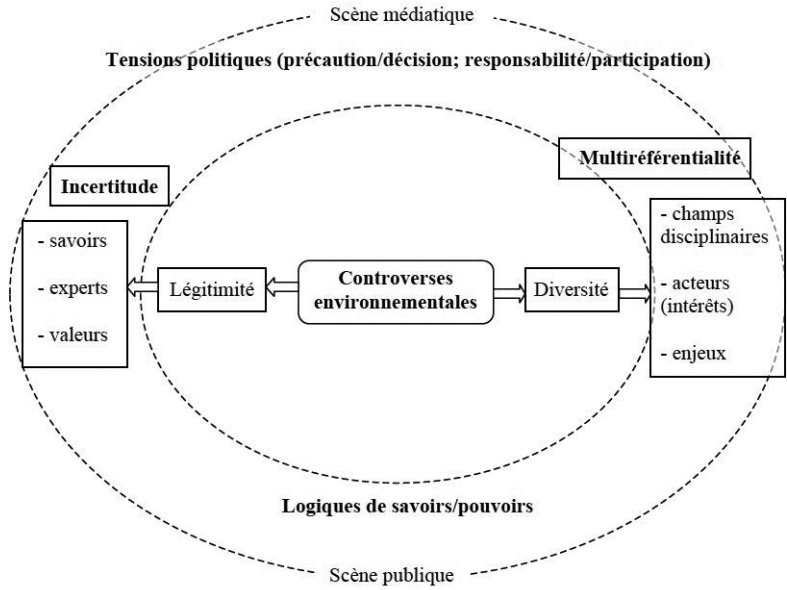 Scène médiatique
Tensions politiques (précaution/décision; responsabilité/participation)
Multiréférentialité
Incertitude
- savoirs
- experts
- valeurs
Légitimité
Controverses
environnementales
Diversité
- champs
disciplinaires
- acteurs
(intérêts)
- enjeux
Logiques de savoirs/pouvoirs
Scène publique